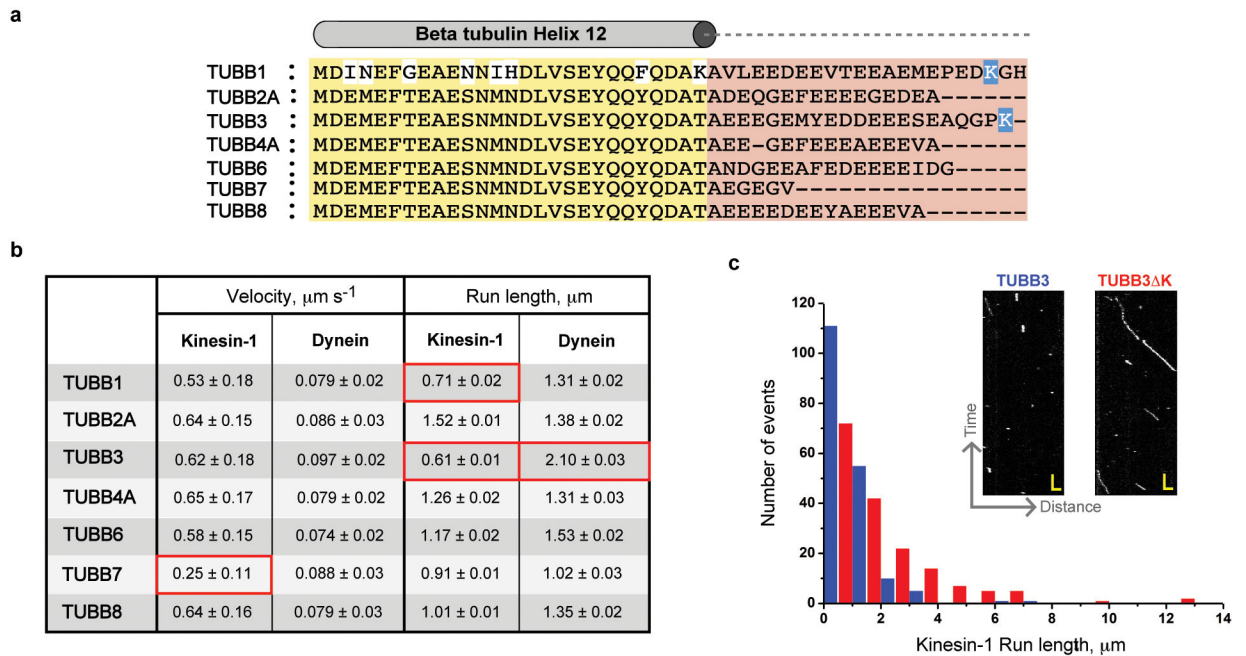 a
Beta tubulin Helix 12
TUBB1 : MDINEFGEAENNIHDLVSEYQQFQDAKAVLEEDEEVTEEAEMEPEDKGH
TUBB2A : MDEMEFTEAESNMNDLVSEYQQYQDATADEQGEFEEEEGEDEA------
TUBB3 : MDEMEFTEAESNMNDLVSEYQQYQDATAEEEGEMYEDDEEESEAQGPK-
TUBB4A : MDEMEFTEAESNMNDLVSEYQQYQDATAEE-GEFEEEAEEEVA------
TUBB6 : MDEMEFTEAESNMNDLVSEYQQYQDATANDGEEAFEDEEEEIDG-----
TUBB7 : MDEMEFTEAESNMNDLVSEYQQYQDATAEGEGV----------------
TUBB8 : MDEMEFTEAESNMNDLVSEYQQYQDATAEEEEDEEYAEEEVA-------
b
Velocity, μm s-1 Run length, μm
Kinesin-1 Dynein Kinesin-1 Dynein
TUBB1 0.53 ± 0.18 0.079 ± 0.02 0.71 ± 0.02 1.31 ± 0.02
TUBB2A 0.64 ± 0.15 0.086 ± 0.03 1.52 ± 0.01 1.38 ± 0.02
TUBB3 0.62 ± 0.18 0.097 ± 0.02 0.61 ± 0.01 2.10 ± 0.03
TUBB4A 0.65 ± 0.17 0.079 ± 0.02 1.26 ± 0.02 1.31 ± 0.03
TUBB6 0.58 ± 0.15 0.074 ± 0.02 1.17 ± 0.02 1.53 ± 0.02
TUBB7 0.25 ± 0.11 0.088 ± 0.03 0.91 ± 0.01 1.02 ± 0.03
TUBB8 0.64 ± 0.16 0.079 ± 0.03 1.01 ± 0.01 1.35 ± 0.02
c
TUBB3 TUBB3ΔK
Time
Distance
Number of events
120
100
80
60
40
20
0
0 2 4 6 8 10 12 14
Kinesin-1 Run length, μm